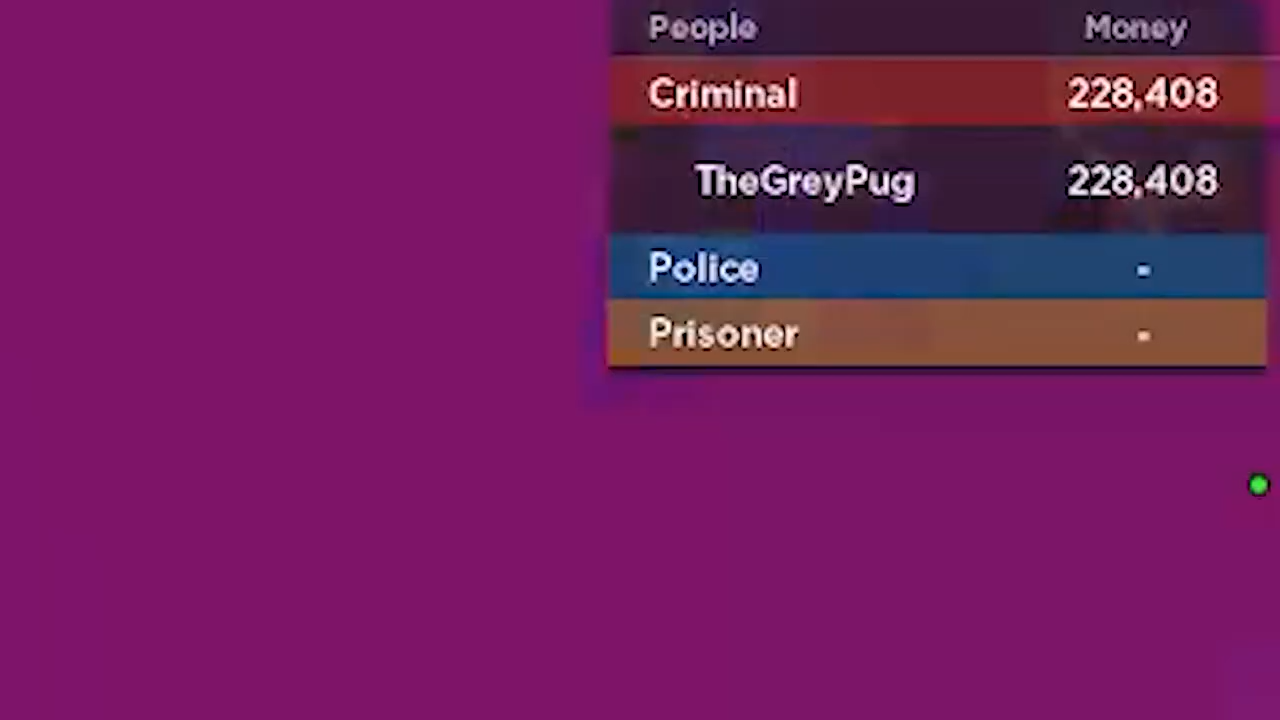 People Money
Criminal 228,408
TheGreyPug 228,408
Police -
Prisoner -